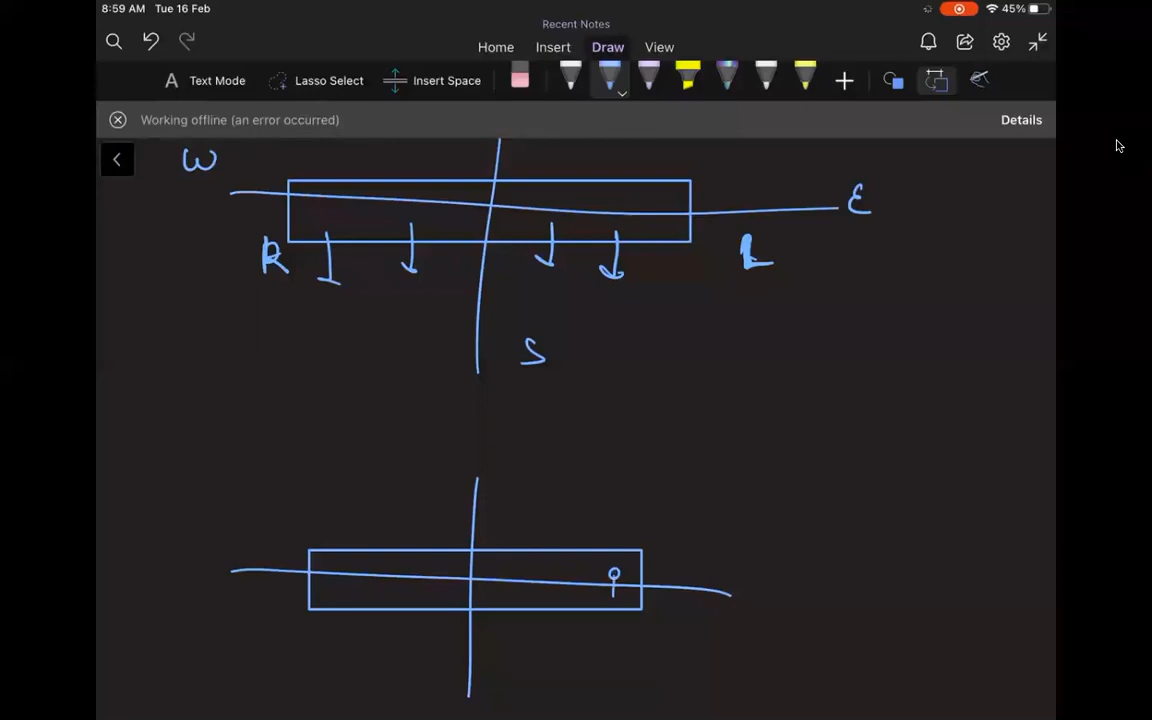 8:59 AM Tue 16 Feb
45%
Recent Notes
Home Insert Draw View
Text Mode Lasso Select Insert Space
Working offline (an error occurred) Details
W
E
R L
S